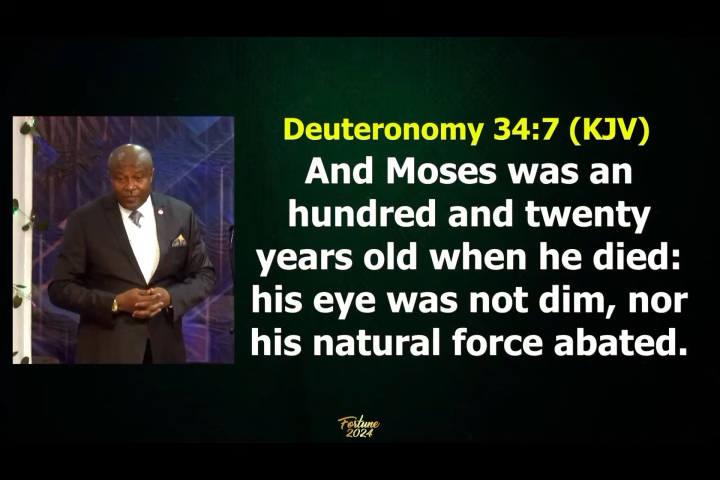 Deuteronomy 34:7 (KJV)
And Moses was an
hundred and twenty
years old when he died:
his eye was not dim, nor
his natural force abated.
Fortune
2024